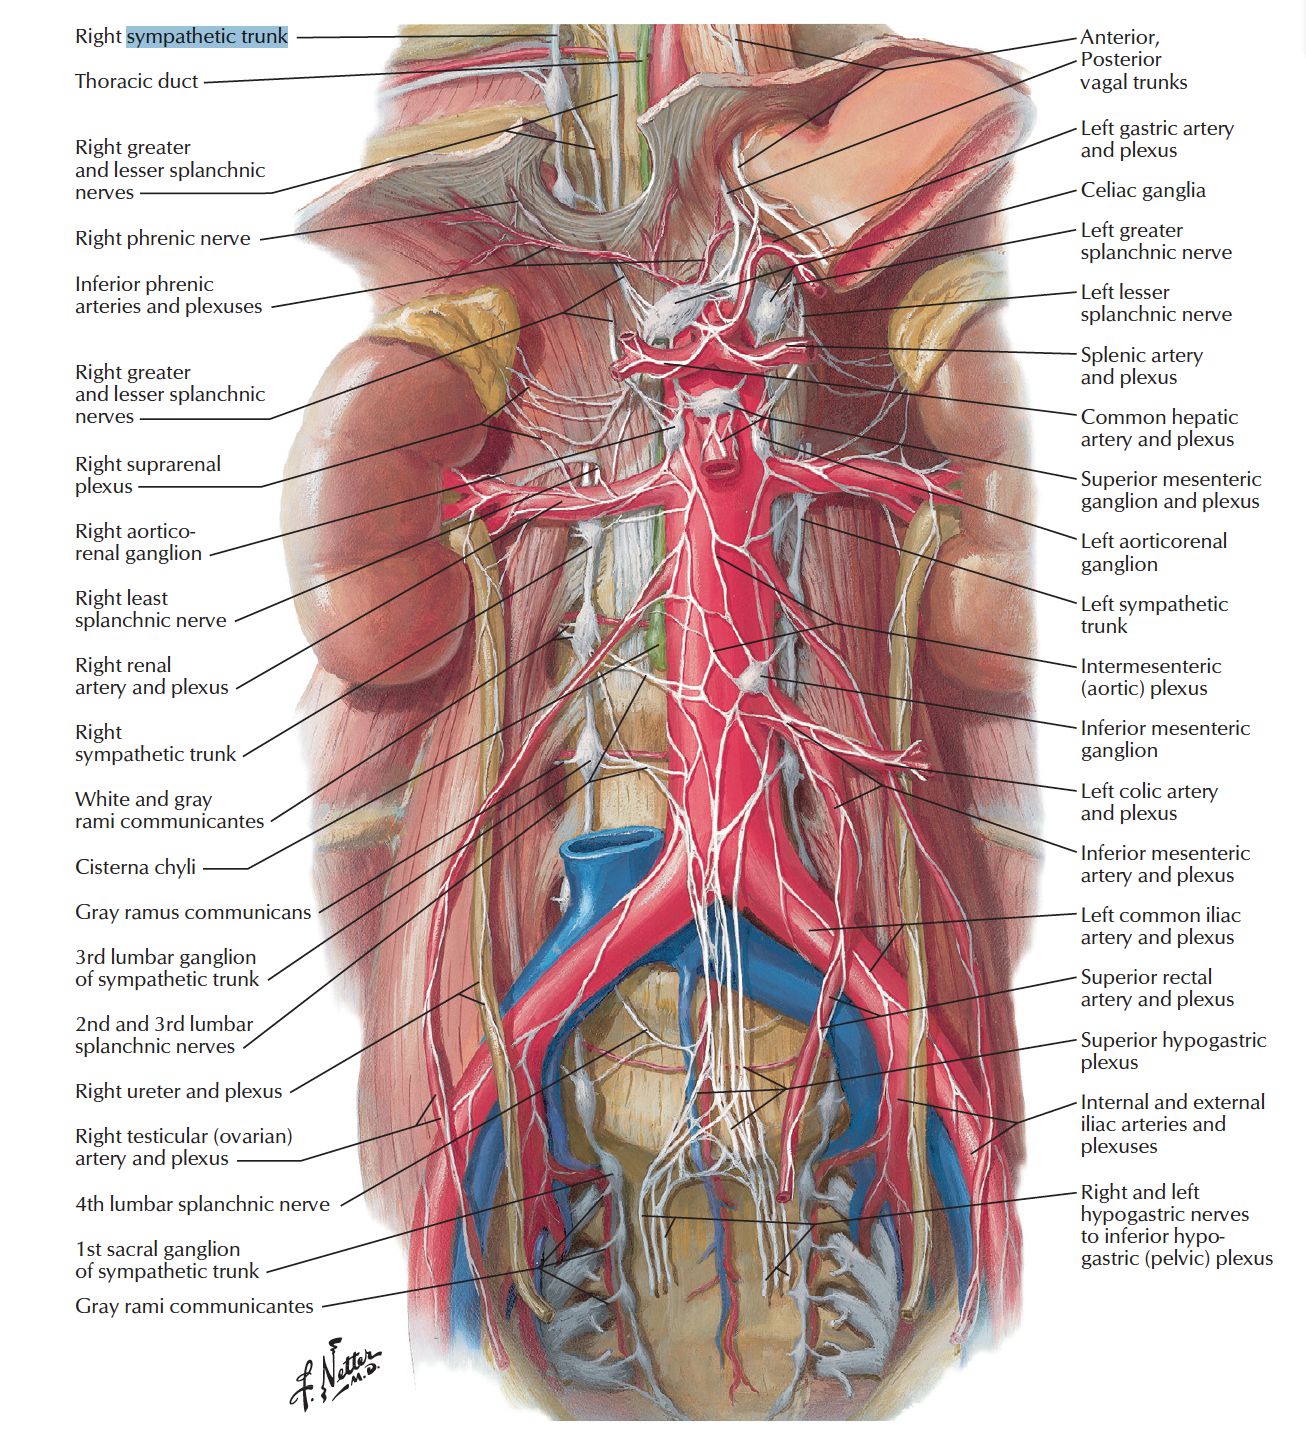 Right sympathetic trunk
Thoracic duct
Right greater
and lesser splanchnic
nerves
Right phrenic nerve
Inferior phrenic
arteries and plexuses
Right greater
and lesser splanchnic
nerves
Right suprarenal
plexus
Right aortico-
renal ganglion
Right least
splanchnic nerve
Right renal
artery and plexus
Right
sympathetic trunk
White and gray
rami communicantes
Cisterna chyli
Gray ramus communicans
3rd lumbar ganglion
of sympathetic trunk
2nd and 3rd lumbar
splanchnic nerves
Right ureter and plexus
Right testicular (ovarian)
artery and plexus
4th lumbar splanchnic nerve
1st sacral ganglion
of sympathetic trunk
Gray rami communicantes
Anterior,
Posterior
vagal trunks
Left gastric artery
and plexus
Celiac ganglia
Left greater
splanchnic nerve
Left lesser
splanchnic nerve
Splenic artery
and plexus
Common hepatic
artery and plexus
Superior mesenteric
ganglion and plexus
Left aorticorenal
ganglion
Left sympathetic
trunk
Intermesenteric
(aortic) plexus
Inferior mesenteric
ganglion
Left colic artery
and plexus
Inferior mesenteric
artery and plexus
Left common iliac
artery and plexus
Superior rectal
artery and plexus
Superior hypogastric
plexus
Internal and external
iliac arteries and
plexuses
Right and left
hypogastric nerves
to inferior hypo-
gastric (pelvic) plexus
F. Netter
M.D.